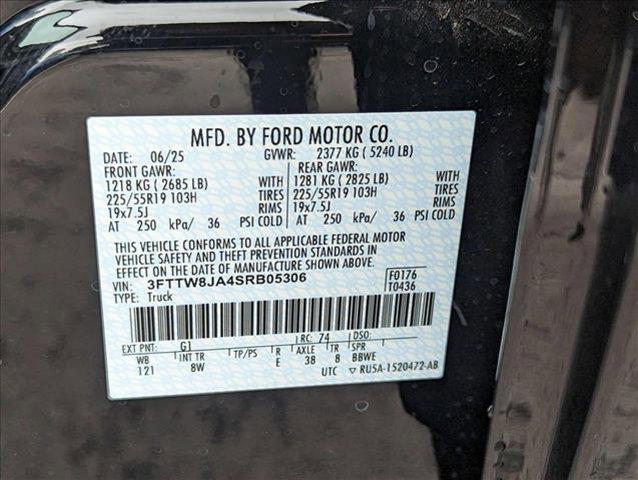 MFD. BY FORD MOTOR CO.
DATE: 06/25 GVWR: 2377 KG ( 5240 LB)
FRONT GAWR: REAR GAWR:
1218 KG ( 2685 LB) WITH 1281 KG ( 2825 LB) WITH
225/55R19 103H TIRES 225/55R19 103H TIRES
19x7.5J RIMS 19x7.5J RIMS
AT 250 kPa/ 36 PSI COLD AT 250 kPa/ 36 PSI COLD
THIS VEHICLE CONFORMS TO ALL APPLICABLE FEDERAL MOTOR
VEHICLE SAFETY AND THEFT PREVENTION STANDARDS IN
EFFECT ON THE DATE OF MANUFACTURE SHOWN ABOVE.
VIN: 3FTTW8JA4SRB05306 F0176
TYPE: Truck T0436
EXT PNT: G1 RC: 74 DSO:
WB INT TR TP/PS R AXLE TR SPR
121 8W E 38 8 BBWE
UTC ▽ RU5A-1520472-AB